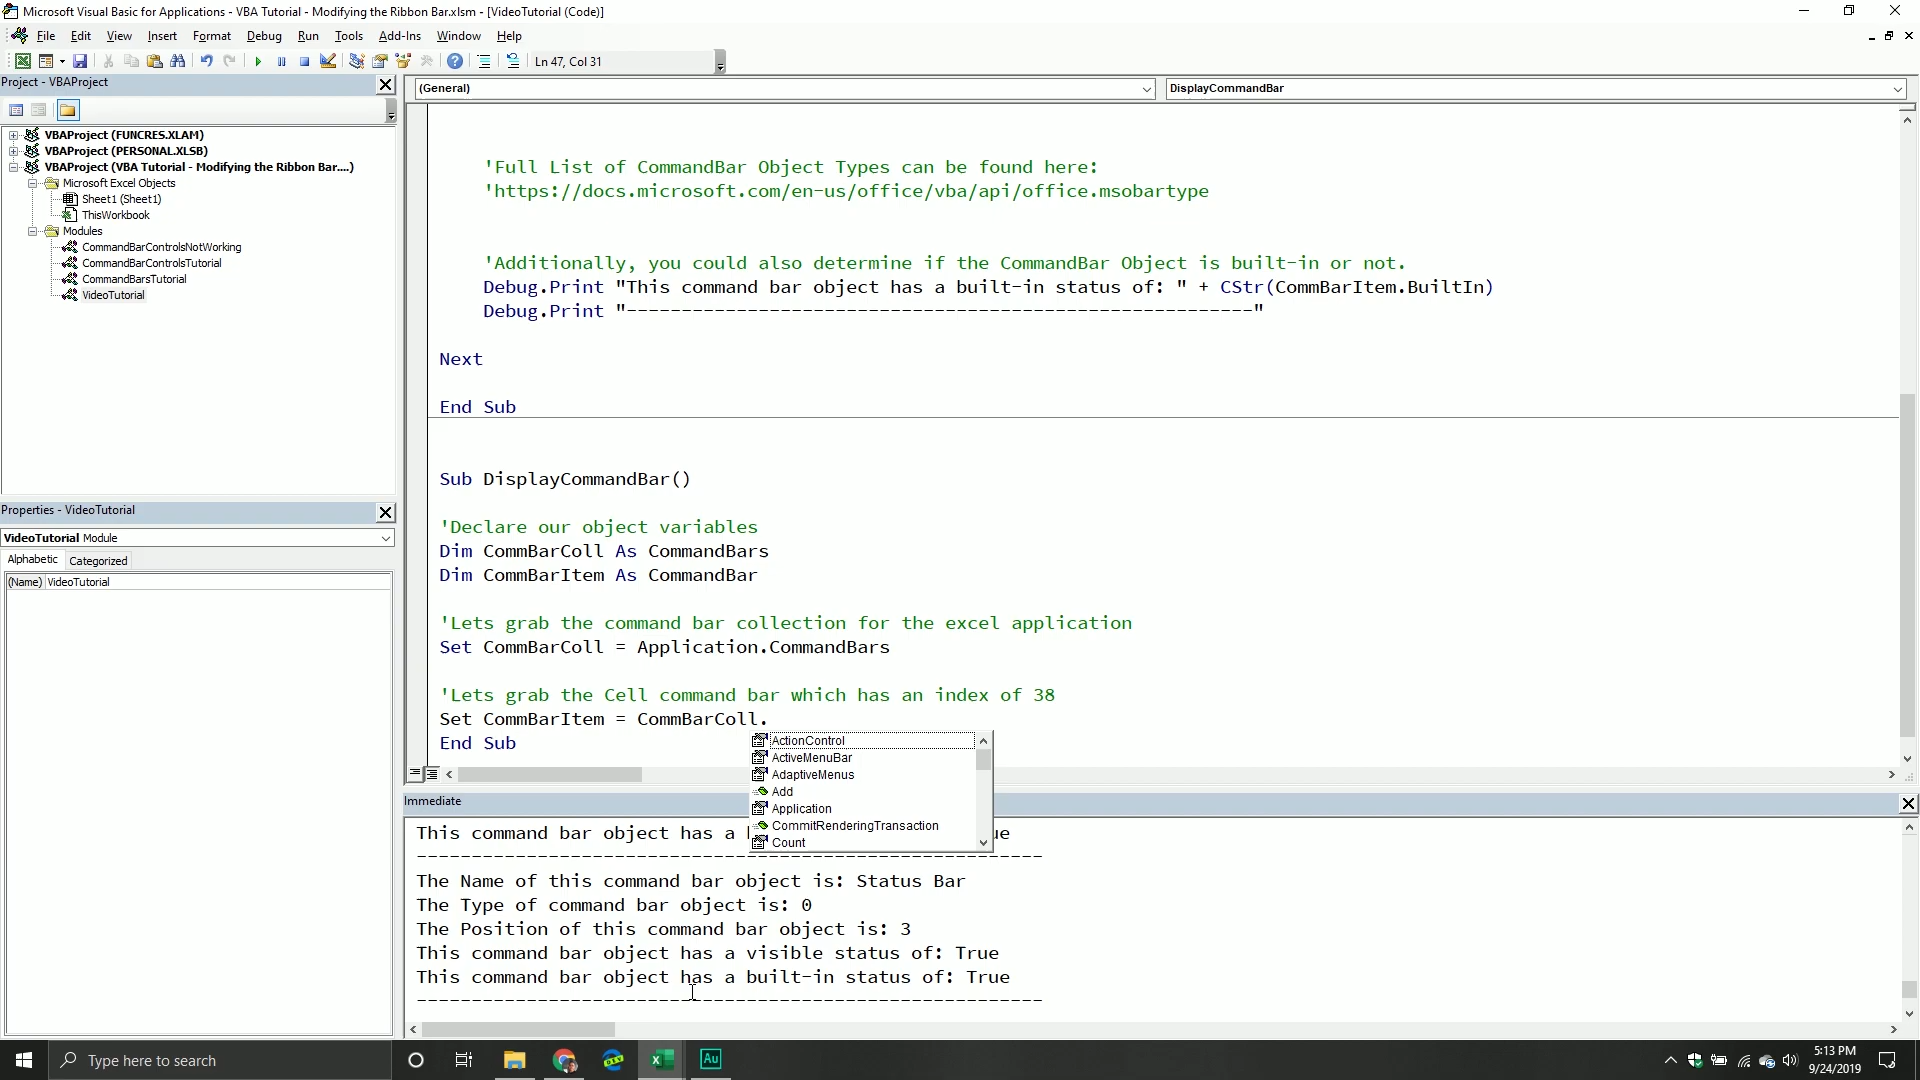 Microsoft Visual Basic for Applications - VBA Tutorial - Modifying the Ribbon Bar.xlsm - [VideoTutorial (Code)]
File Edit View Insert Format Debug Run Tools Add-Ins Window Help
Ln 47, Col 31
Project - VBAProject
(General)
DisplayCommandBar
VBAProject (FUNCRES.XLAM)
VBAProject (PERSONAL.XLSB)
VBAProject (VBA Tutorial - Modifying the Ribbon Bar....)
Microsoft Excel Objects
Sheet1 (Sheet1)
ThisWorkbook
Modules
CommandBarControlsNotWorking
CommandBarControlsTutorial
CommandBarsTutorial
VideoTutorial
Properties - VideoTutorial
VideoTutorial Module
Alphabetic Categorized
(Name) VideoTutorial
'Full List of CommandBar Object Types can be found here:
'https://docs.microsoft.com/en-us/office/vba/api/office.msobartype
'Additionally, you could also determine if the CommandBar Object is built-in or not.
Debug.Print "This command bar object has a built-in status of: " + CStr(CommBarItem.BuiltIn)
Debug.Print "---------------------------------------------------------"
Next
End Sub
Sub DisplayCommandBar()
'Declare our object variables
Dim CommBarColl As CommandBars
Dim CommBarItem As CommandBar
'Lets grab the command bar collection for the excel application
Set CommBarColl = Application.CommandBars
'Lets grab the Cell command bar which has an index of 38
Set CommBarItem = CommBarColl.
End Sub
ActionControl
ActiveMenuBar
AdaptiveMenus
Add
Application
CommitRenderingTransaction
Count
Immediate
This command bar object has a
ue
---------------------------------------------------------
The Name of this command bar object is: Status Bar
The Type of command bar object is: 0
The Position of this command bar object is: 3
This command bar object has a visible status of: True
This command bar object has a built-in status of: True
---------------------------------------------------------
Type here to search
DEV
Au
5:13 PM
9/24/2019